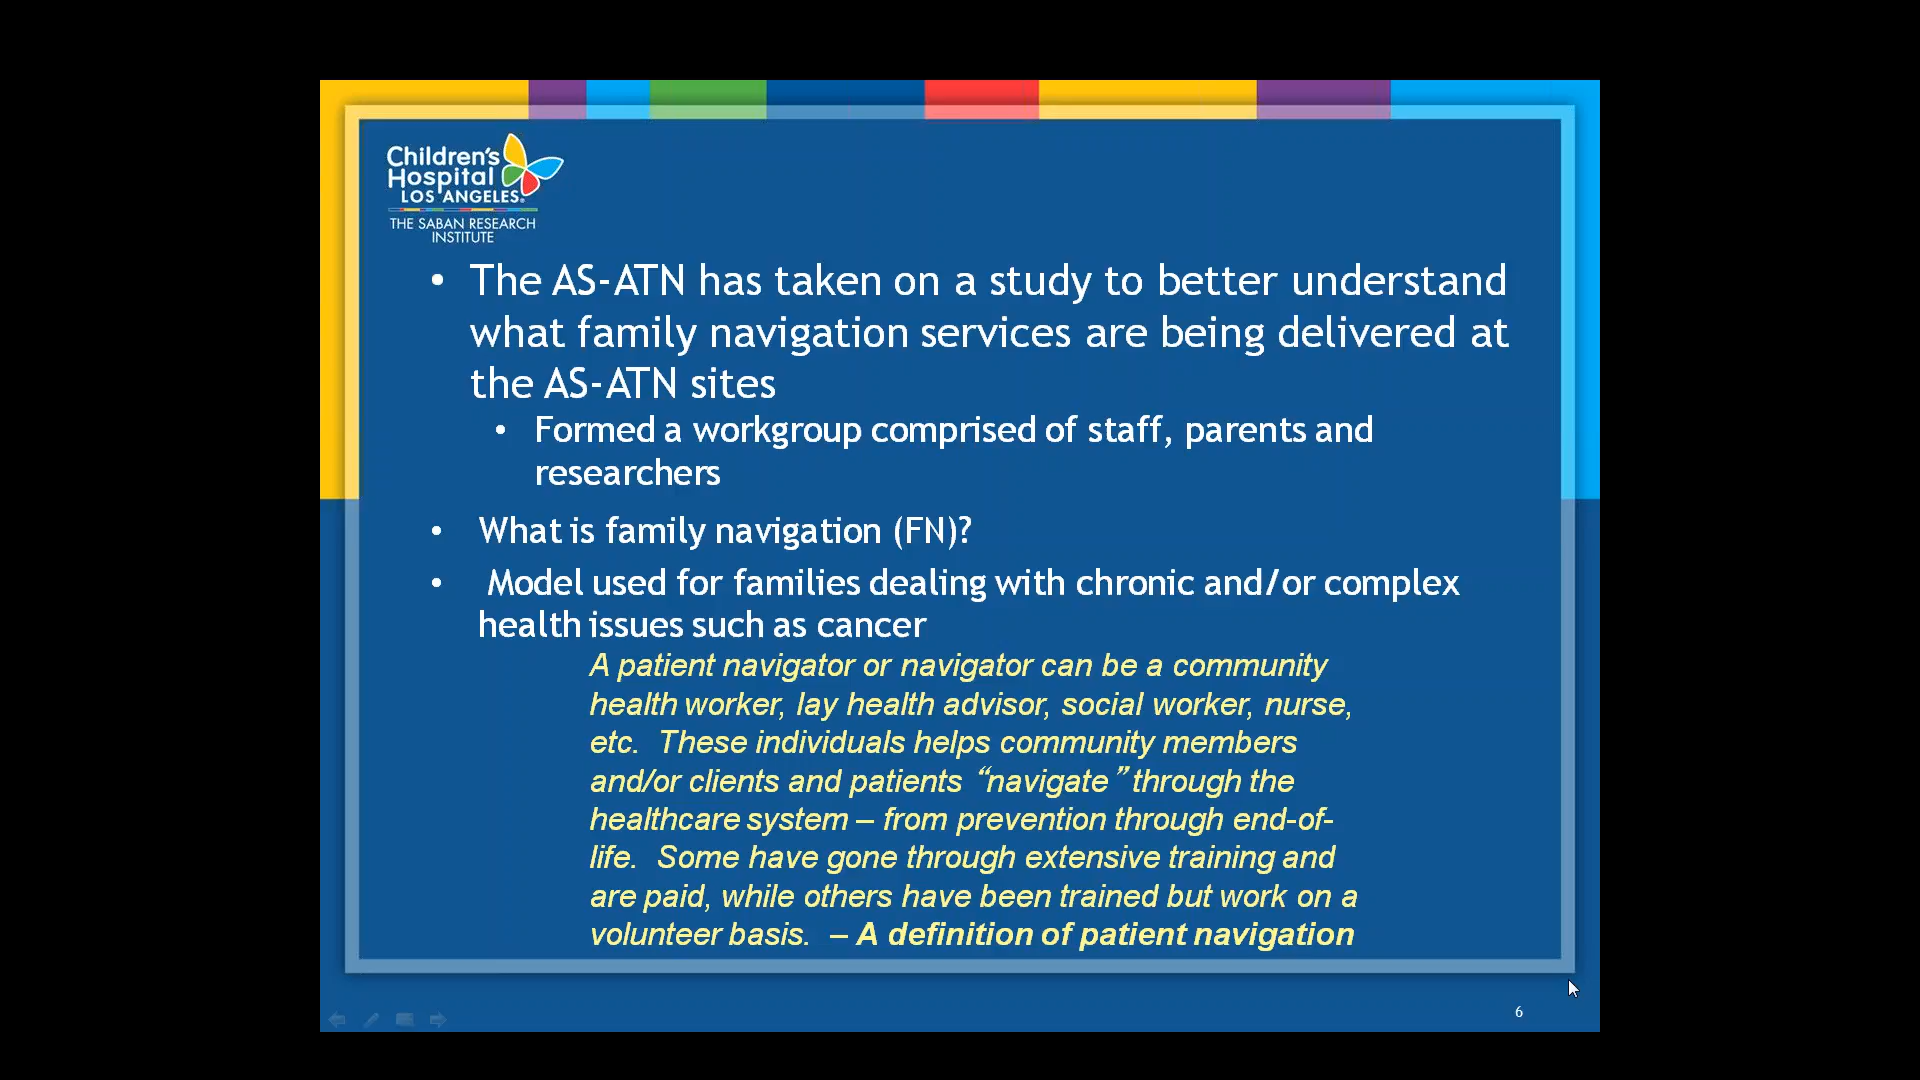 Children's
Hospital
LOS ANGELES®
THE SABAN RESEARCH
INSTITUTE
• The AS-ATN has taken on a study to better understand
what family navigation services are being delivered at
the AS-ATN sites
• Formed a workgroup comprised of staff, parents and
researchers
• What is family navigation (FN)?
• Model used for families dealing with chronic and/or complex
health issues such as cancer
A patient navigator or navigator can be a community
health worker, lay health advisor, social worker, nurse,
etc.  These individuals helps community members
and/or clients and patients “navigate” through the
healthcare system – from prevention through end-of-
life.  Some have gone through extensive training and
are paid, while others have been trained but work on a
volunteer basis.  – A definition of patient navigation
6